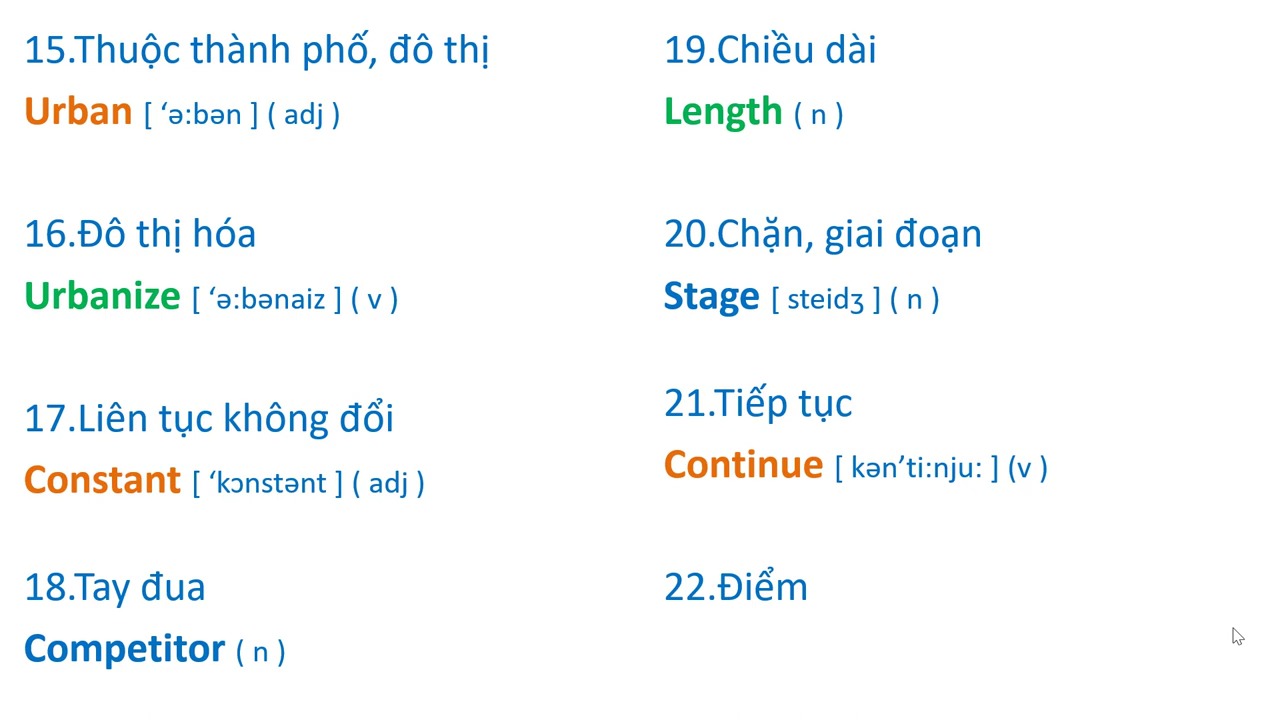 15.Thuộc thành phố, đô thị
Urban [ ‘ə:bən ] ( adj )
16.Đô thị hóa
Urbanize [ ‘ə:bənaiz ] ( v )
17.Liên tục không đổi
Constant [ ‘kɔnstənt ] ( adj )
18.Tay đua
Competitor ( n )
19.Chiều dài
Length ( n )
20.Chặn, giai đoạn
Stage [ steidʒ ] ( n )
21.Tiếp tục
Continue [ kən’ti:nju: ] (v )
22.Điểm